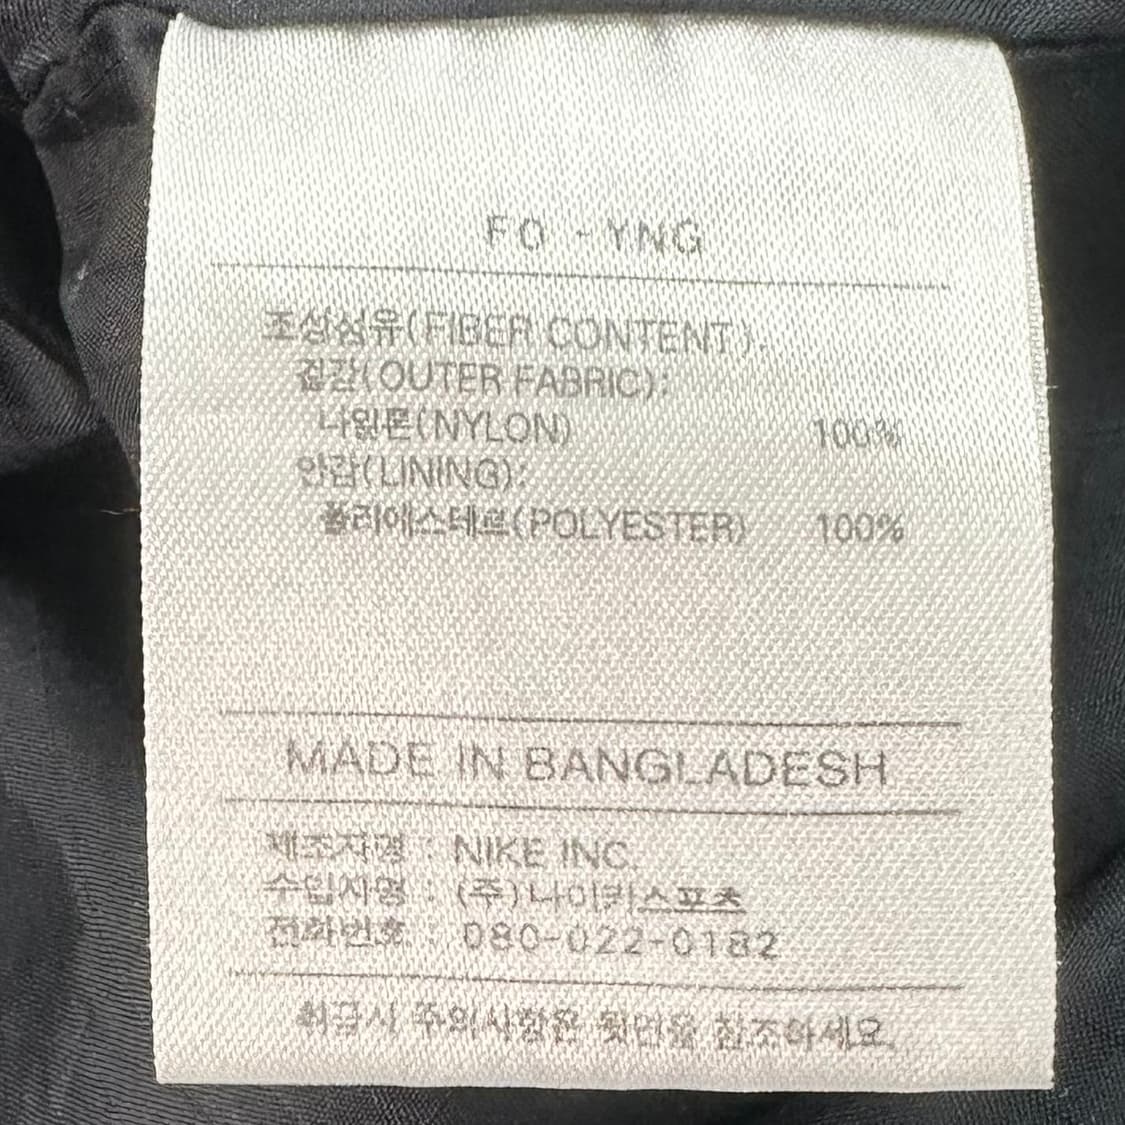 FO - YNG
조성섬유(FIBER CONTENT).
겉감(OUTER FABRIC):
나일론(NYLON) 100%
안감(LINING):
폴리에스테르(POLYESTER) 100%
MADE IN BANGLADESH
제조자명 : NIKE INC.
수입자명 : (주)나이키스포츠
전화번호 : 080-022-0182
취급시 주의사항은 뒷면을 참조하세요.